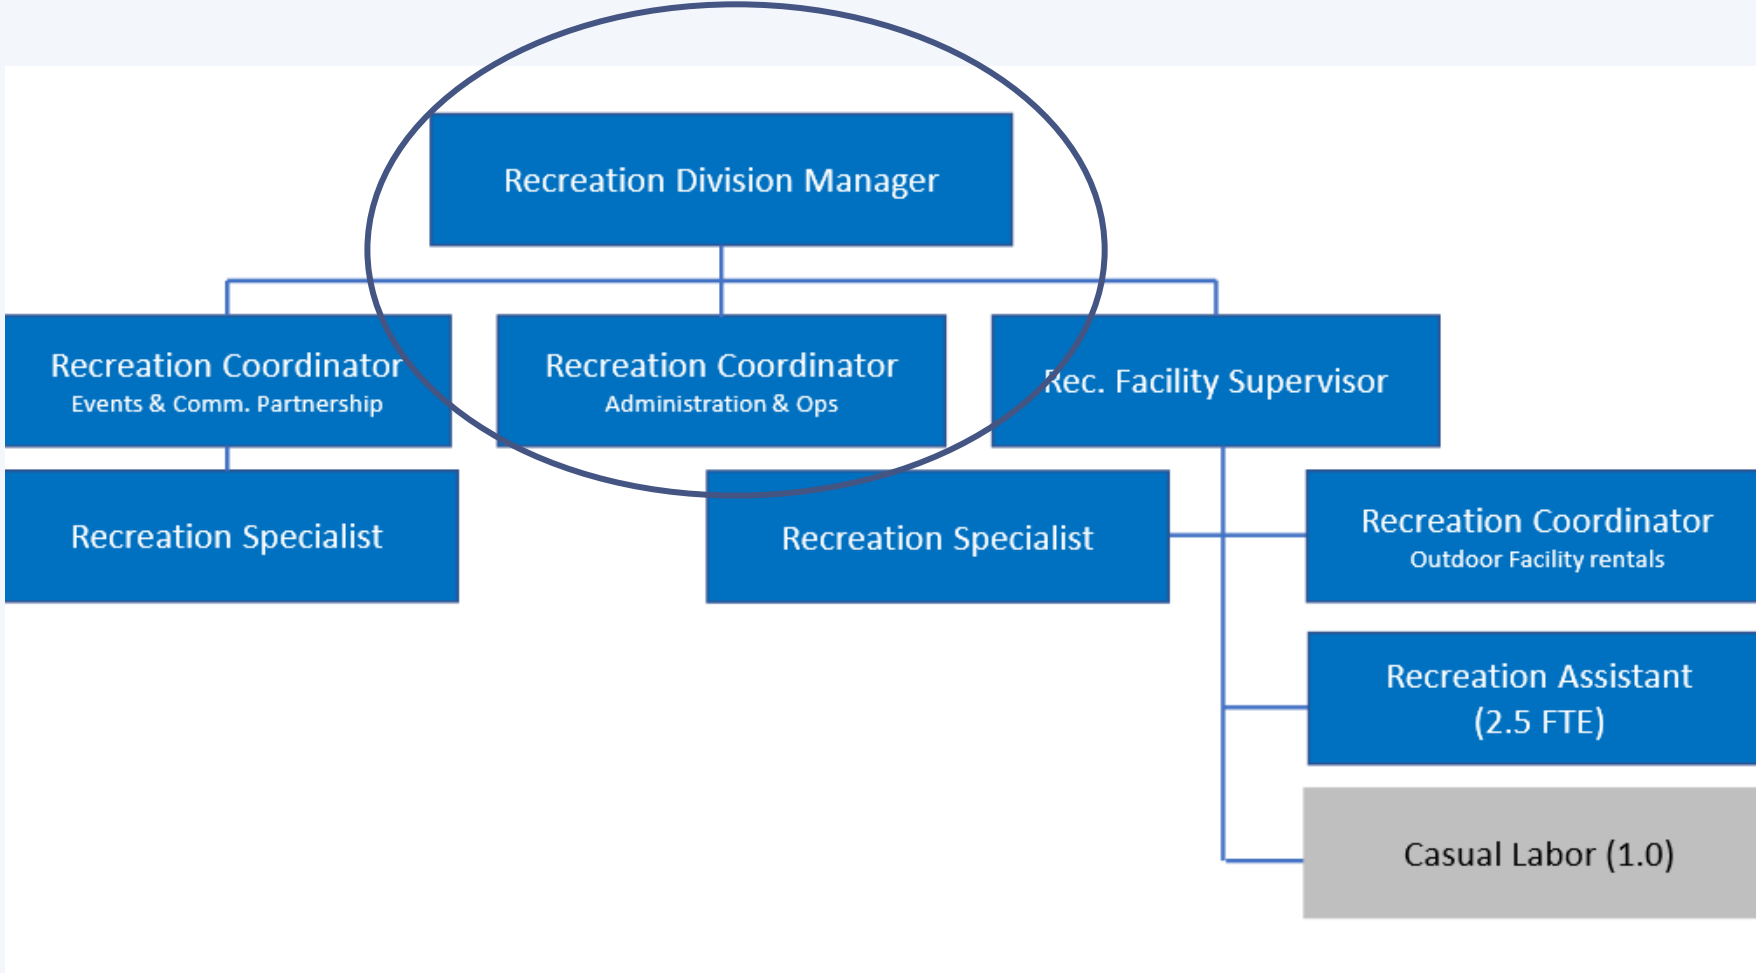 Recreation Division Manager
Recreation Coordinator
Events & Comm. Partnership
Recreation Coordinator
Administration & Ops
Rec. Facility Supervisor
Recreation Specialist
Recreation Specialist
Recreation Coordinator
Outdoor Facility rentals
Recreation Assistant
(2.5 FTE)
Casual Labor (1.0)